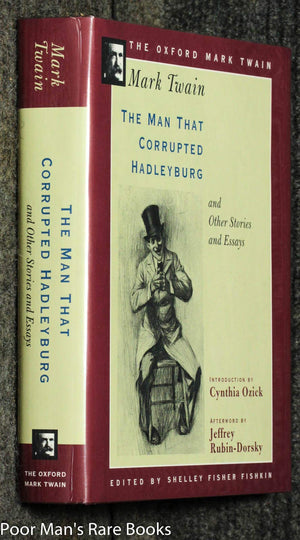 THE OXFORD MARK TWAIN
Mark Twain
THE MAN THAT
CORRUPTED
HADLEYBURG
and
Other Stories
and Essays
INTRODUCTION BY
Cynthia Ozick
AFTERWORD BY
Jeffrey
Rubin-Dorsky
EDITED BY SHELLEY FISHER FISHKIN
Mark
Twain
THE MAN THAT
CORRUPTED HADLEYBURG
and Other Stories and Essays
THE OXFORD
MARK TWAIN
Poor Man's Rare Books